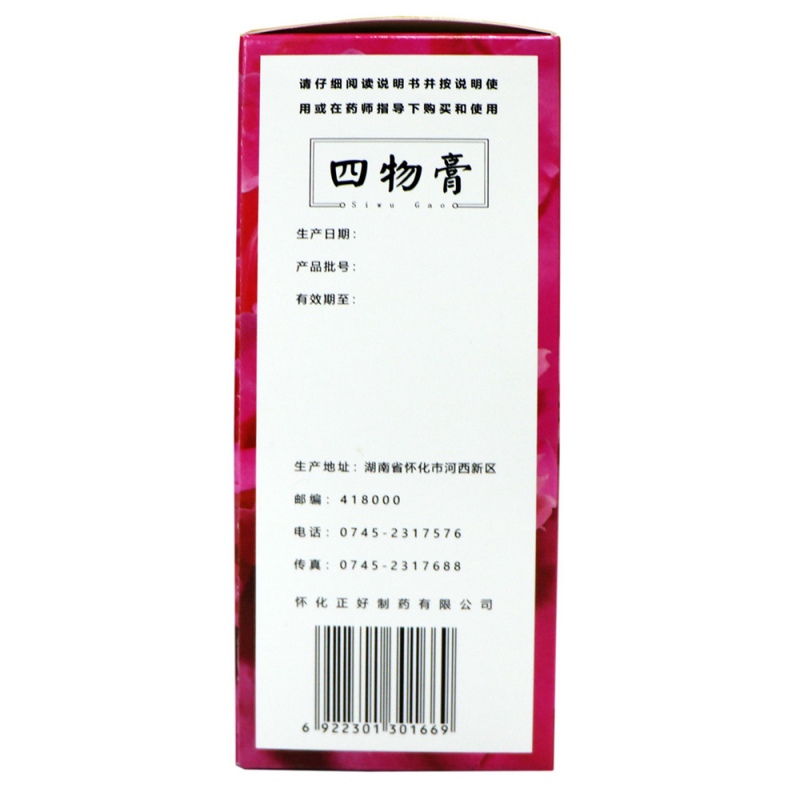 请仔细阅读说明书并按说明使
用或在药师指导下购买和使用
四物膏
Siwu Gao
生产日期：
产品批号：
有效期至：
生产地址：湖南省怀化市河西新区
邮编：418000
电话：0745-2317576
传真：0745-2317688
怀化正好制药有限公司
6 922301 301669